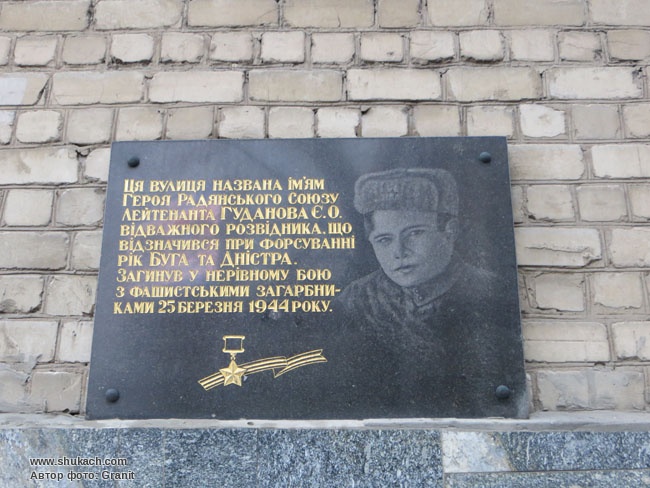 Ця вулиця названа ім'ям
Героя Радянського Союзу
лейтенанта Гуданова Є.О.
відважного розвідника, що
відзначився при форсуванні
рік Буга та Дністра.
Загинув у нерівному бою
з фашистськими загарбни-
ками 25 березня 1944 року.
www.shukach.com
Автор фото: Granit